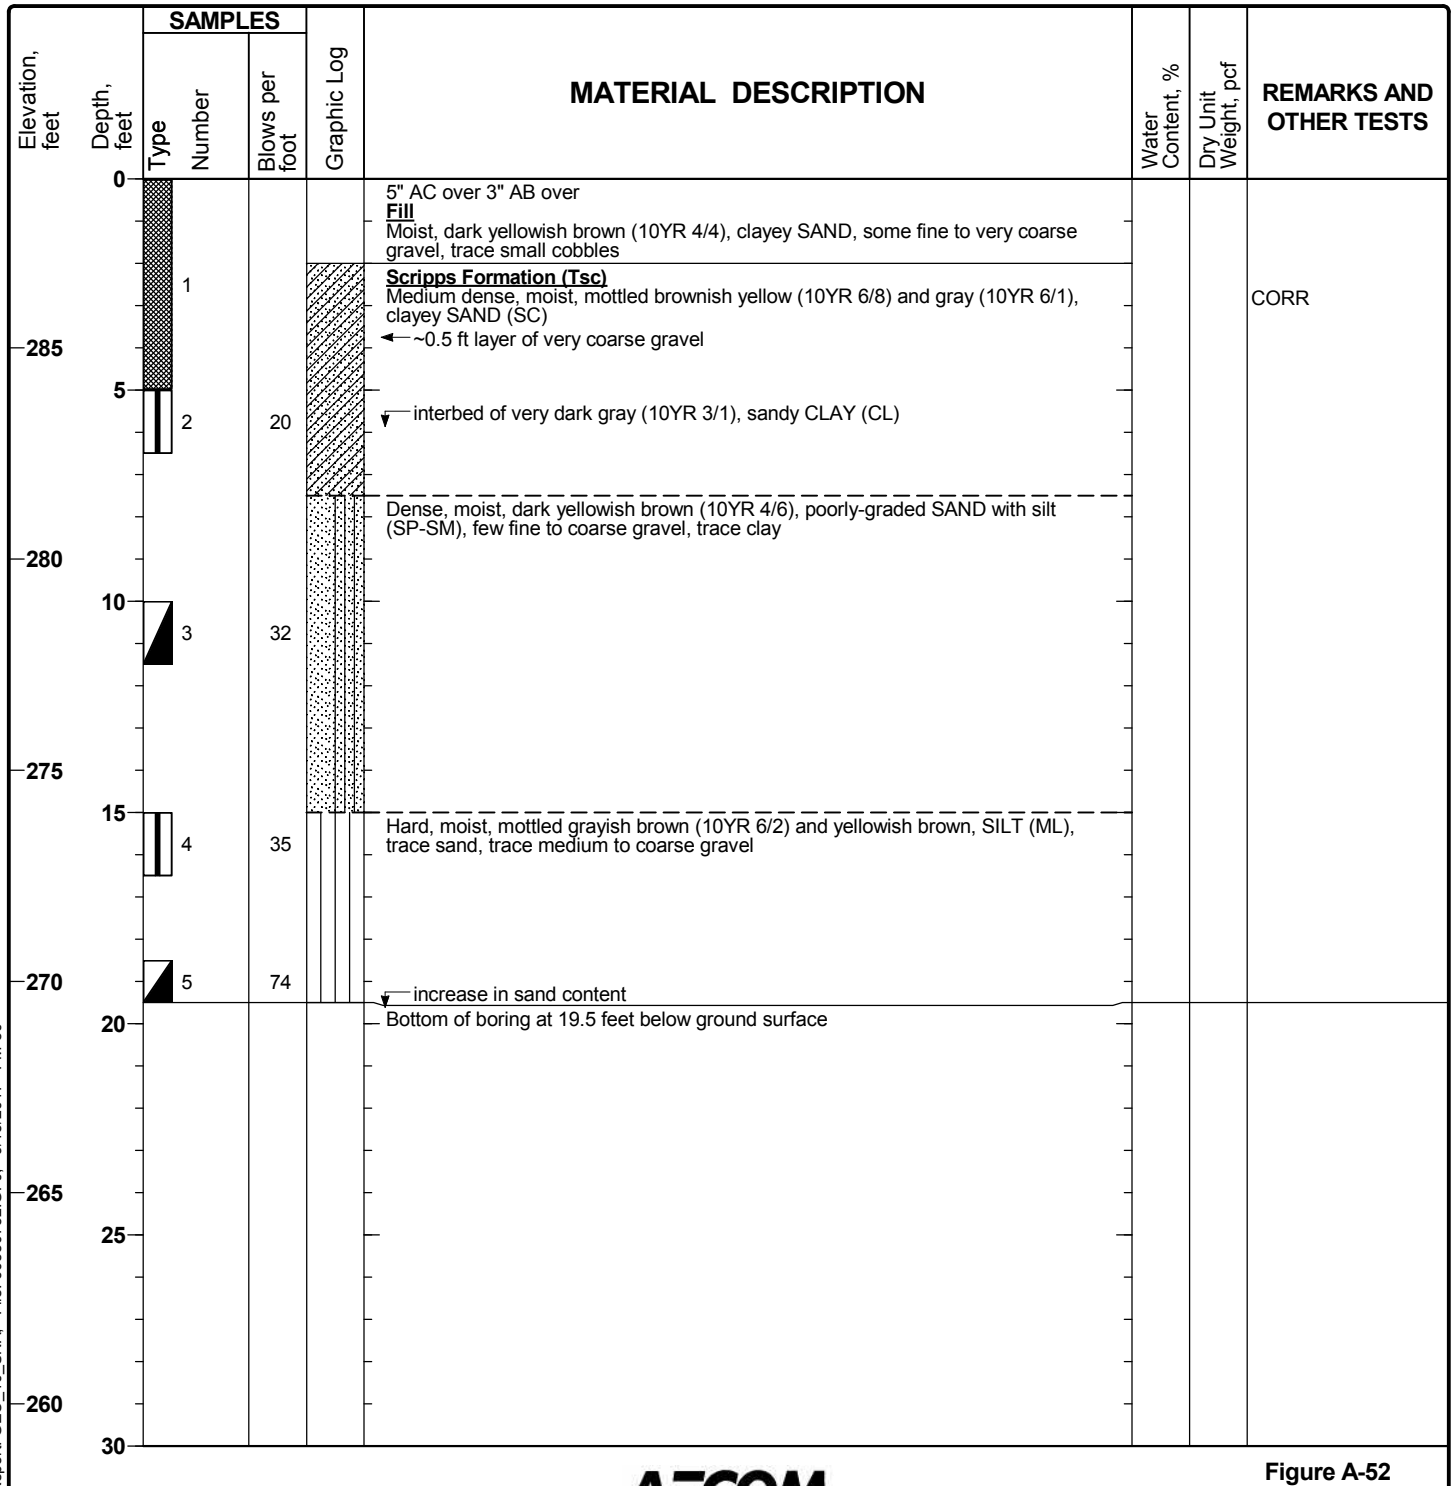 SAMPLES
Elevation, feet
Depth, feet
Type
Number
Blows per foot
Graphic Log
MATERIAL DESCRIPTION
Water Content, %
Dry Unit Weight, pcf
REMARKS AND
OTHER TESTS
0
5" AC over 3" AB over
Fill
Moist, dark yellowish brown (10YR 4/4), clayey SAND, some fine to very coarse
gravel, trace small cobbles
Scripps Formation (Tsc)
1
Medium dense, moist, mottled brownish yellow (10YR 6/8) and gray (10YR 6/1),
clayey SAND (SC)
CORR
~0.5 ft layer of very coarse gravel
285
5
interbed of very dark gray (10YR 3/1), sandy CLAY (CL)
2 20
Dense, moist, dark yellowish brown (10YR 4/6), poorly-graded SAND with silt
(SP-SM), few fine to coarse gravel, trace clay
280
10
3 32
275
15
Hard, moist, mottled grayish brown (10YR 6/2) and yellowish brown, SILT (ML),
trace sand, trace medium to coarse gravel
4 35
270 5 74
increase in sand content
Bottom of boring at 19.5 feet below ground surface
20
265
25
260
30
AECOM
Figure A-52